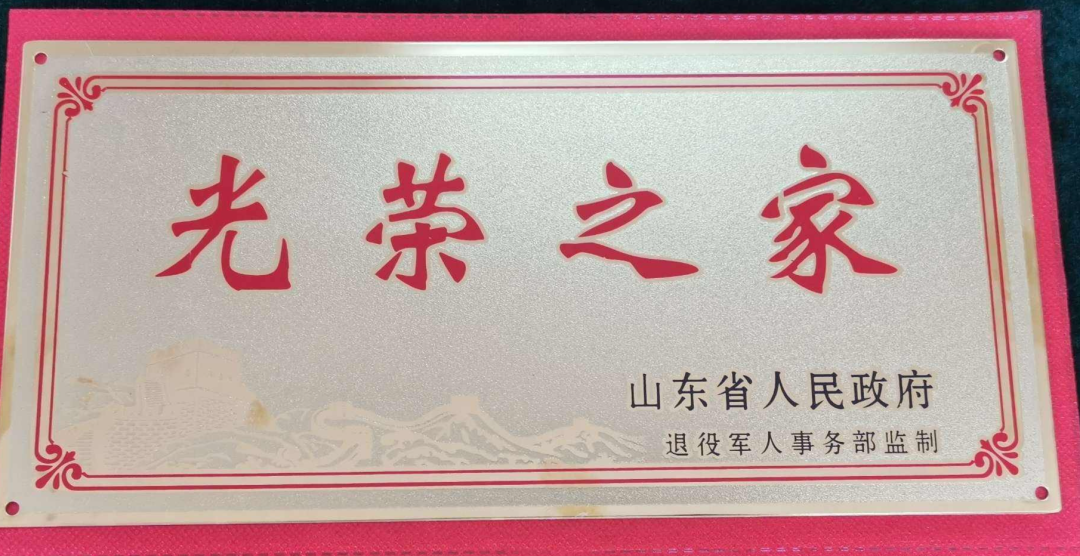 光荣之家
山东省人民政府
退役军人事务部监制